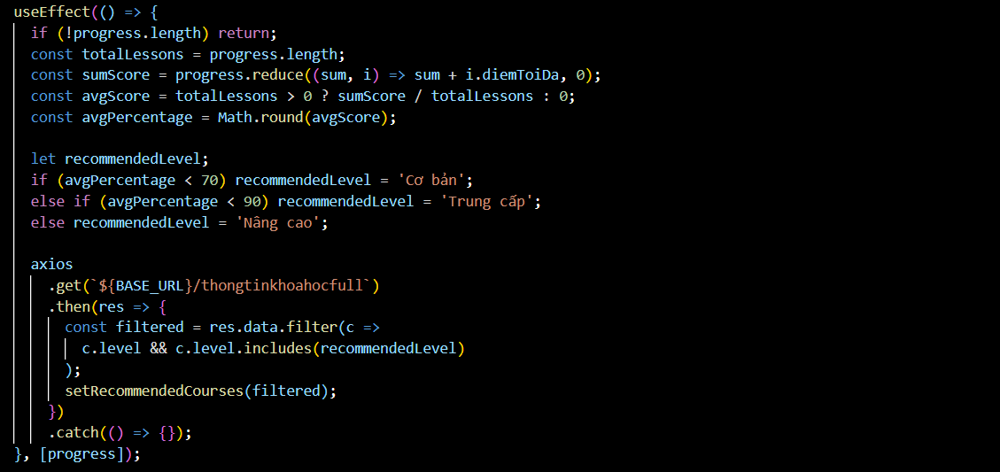 useEffect(() => {
  if (!progress.length) return;
  const totalLessons = progress.length;
  const sumScore = progress.reduce((sum, i) => sum + i.diemToiDa, 0);
  const avgScore = totalLessons > 0 ? sumScore / totalLessons : 0;
  const avgPercentage = Math.round(avgScore);

  let recommendedLevel;
  if (avgPercentage < 70) recommendedLevel = 'Cơ bản';
  else if (avgPercentage < 90) recommendedLevel = 'Trung cấp';
  else recommendedLevel = 'Nâng cao';

  axios
    .get(`${BASE_URL}/thongtinkhoahocfull`)
    .then(res => {
      const filtered = res.data.filter(c =>
        c.level && c.level.includes(recommendedLevel)
      );
      setRecommendedCourses(filtered);
    })
    .catch(() => {});
}, [progress]);